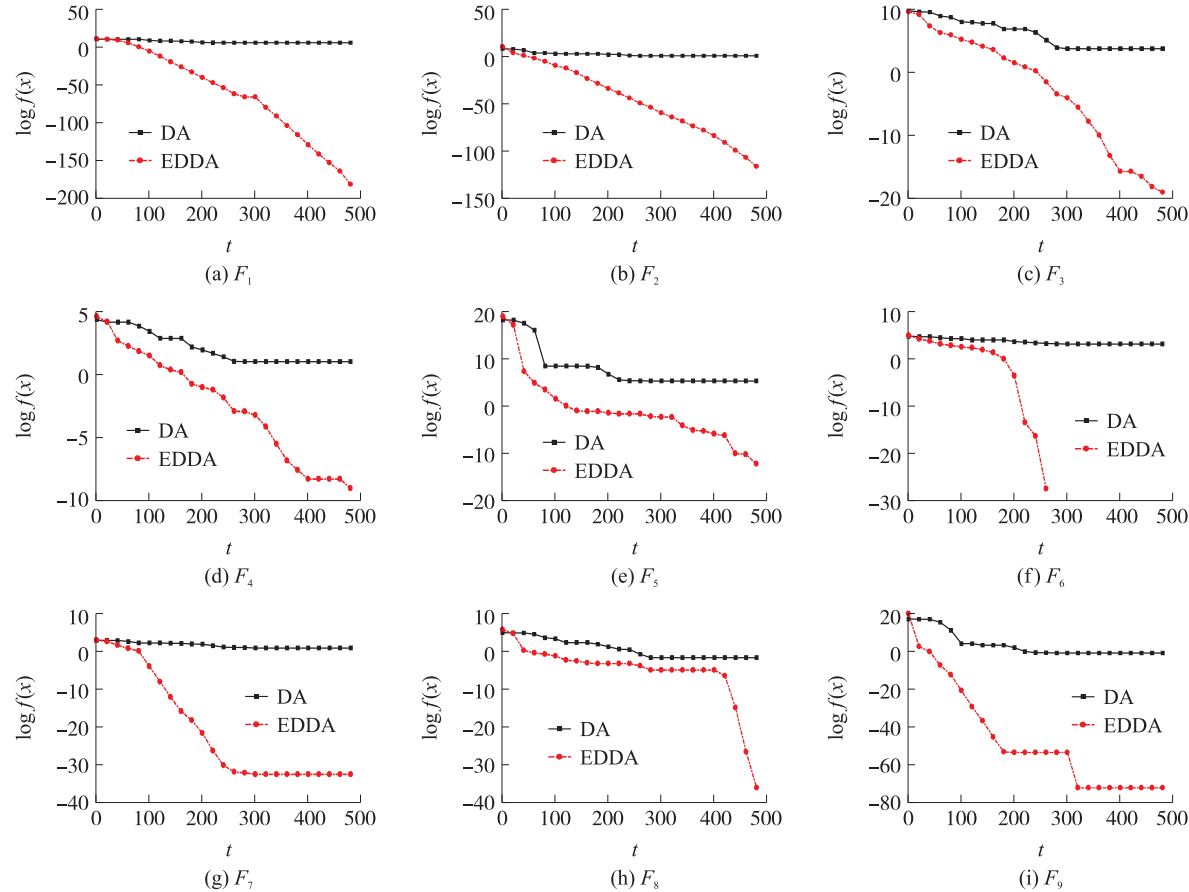 50
0
−50
−100
−150
−200
log f(x)
DA
EDDA
0 100 200 300 400 500
t
(a) F₁
50
0
−50
−100
−150
log f(x)
DA
EDDA
0 100 200 300 400 500
t
(b) F₂
10
0
−10
−20
log f(x)
DA
EDDA
0 100 200 300 400 500
t
(c) F₃
5
0
−5
−10
log f(x)
DA
EDDA
0 100 200 300 400 500
t
(d) F₄
20
10
0
−10
−20
log f(x)
DA
EDDA
0 100 200 300 400 500
t
(e) F₅
10
0
−10
−20
−30
log f(x)
DA
EDDA
0 100 200 300 400 500
t
(f) F₆
10
0
−10
−20
−30
−40
log f(x)
DA
EDDA
0 100 200 300 400 500
t
(g) F₇
10
0
−10
−20
−30
−40
log f(x)
DA
EDDA
0 100 200 300 400 500
t
(h) F₈
20
0
−20
−40
−60
−80
log f(x)
DA
EDDA
0 100 200 300 400 500
t
(i) F₉